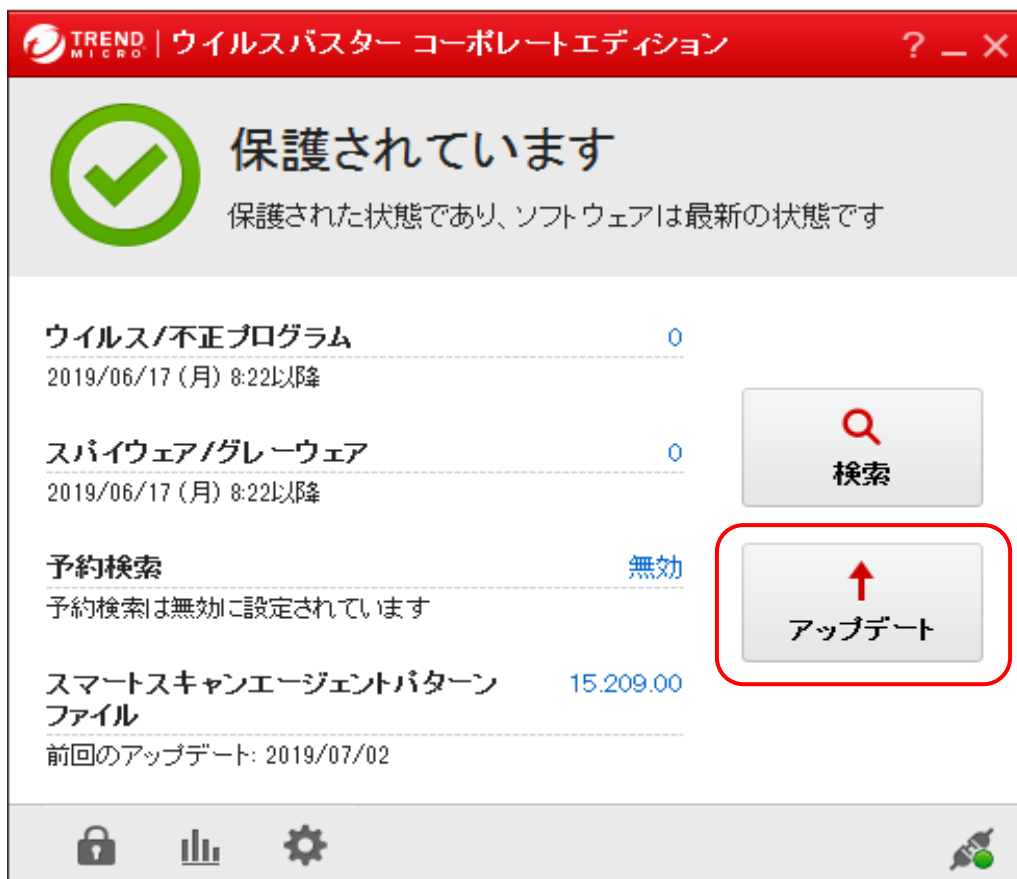 TREND MICRO | ウイルスバスター コーポレートエディション ? _ ×
保護されています
保護された状態であり、ソフトウェアは最新の状態です
ウイルス/不正プログラム 0
2019/06/17 (月) 8:22以降
検索
スパイウェア/グレーウェア 0
2019/06/17 (月) 8:22以降
予約検索 無効
予約検索は無効に設定されています
アップデート
スマートスキャンエージェントパターン 15.209.00
ファイル
前回のアップデート: 2019/07/02